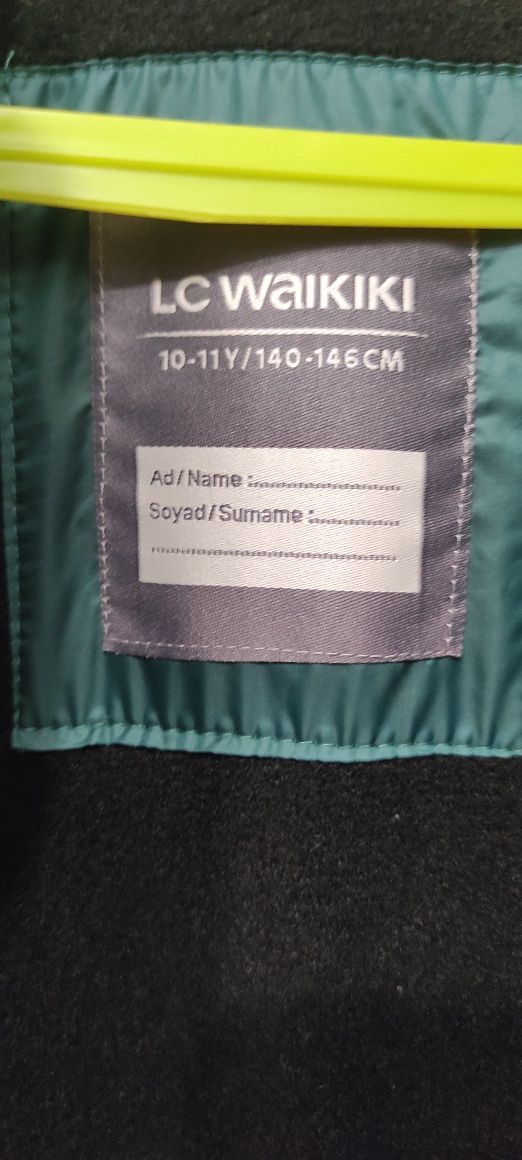 LC WAIKIKI
10-11Y/140-146CM
Ad/Name :
Soyad/Surname :